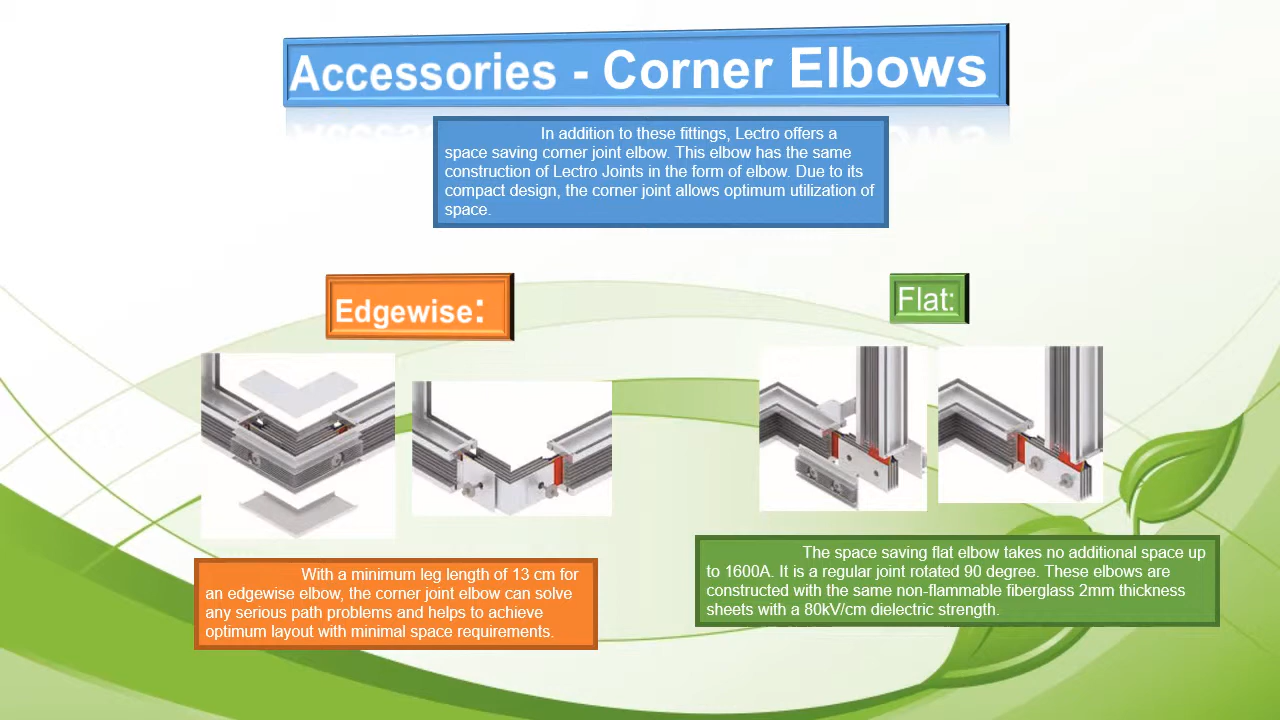 Accessories - Corner Elbows
In addition to these fittings, Lectro offers a
space saving corner joint elbow. This elbow has the same
construction of Lectro Joints in the form of elbow. Due to its
compact design, the corner joint allows optimum utilization of
space.
Edgewise:
Flat:
With a minimum leg length of 13 cm for
an edgewise elbow, the corner joint elbow can solve
any serious path problems and helps to achieve
optimum layout with minimal space requirements.
The space saving flat elbow takes no additional space up
to 1600A. It is a regular joint rotated 90 degree. These elbows are
constructed with the same non-flammable fiberglass 2mm thickness
sheets with a 80kV/cm dielectric strength.